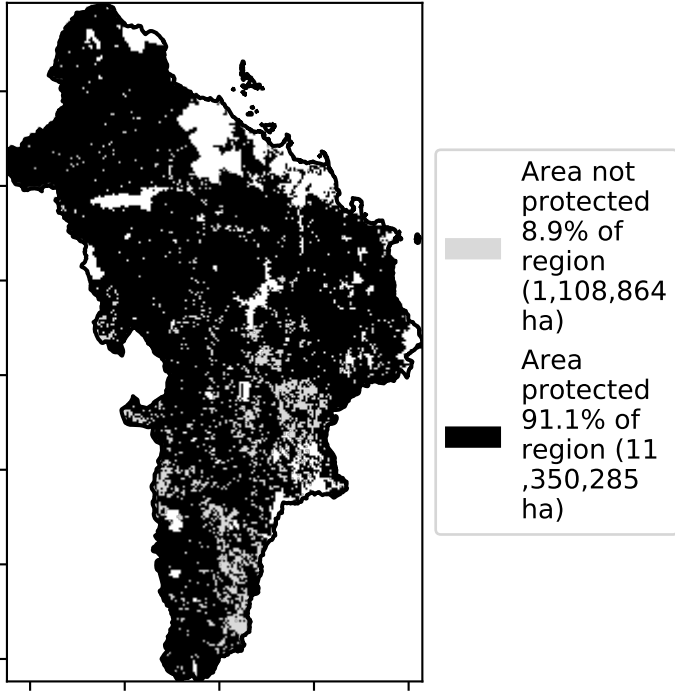 Area not
protected
8.9% of
region
(1,108,864
ha)
Area
protected
91.1% of
region (11
,350,285
ha)